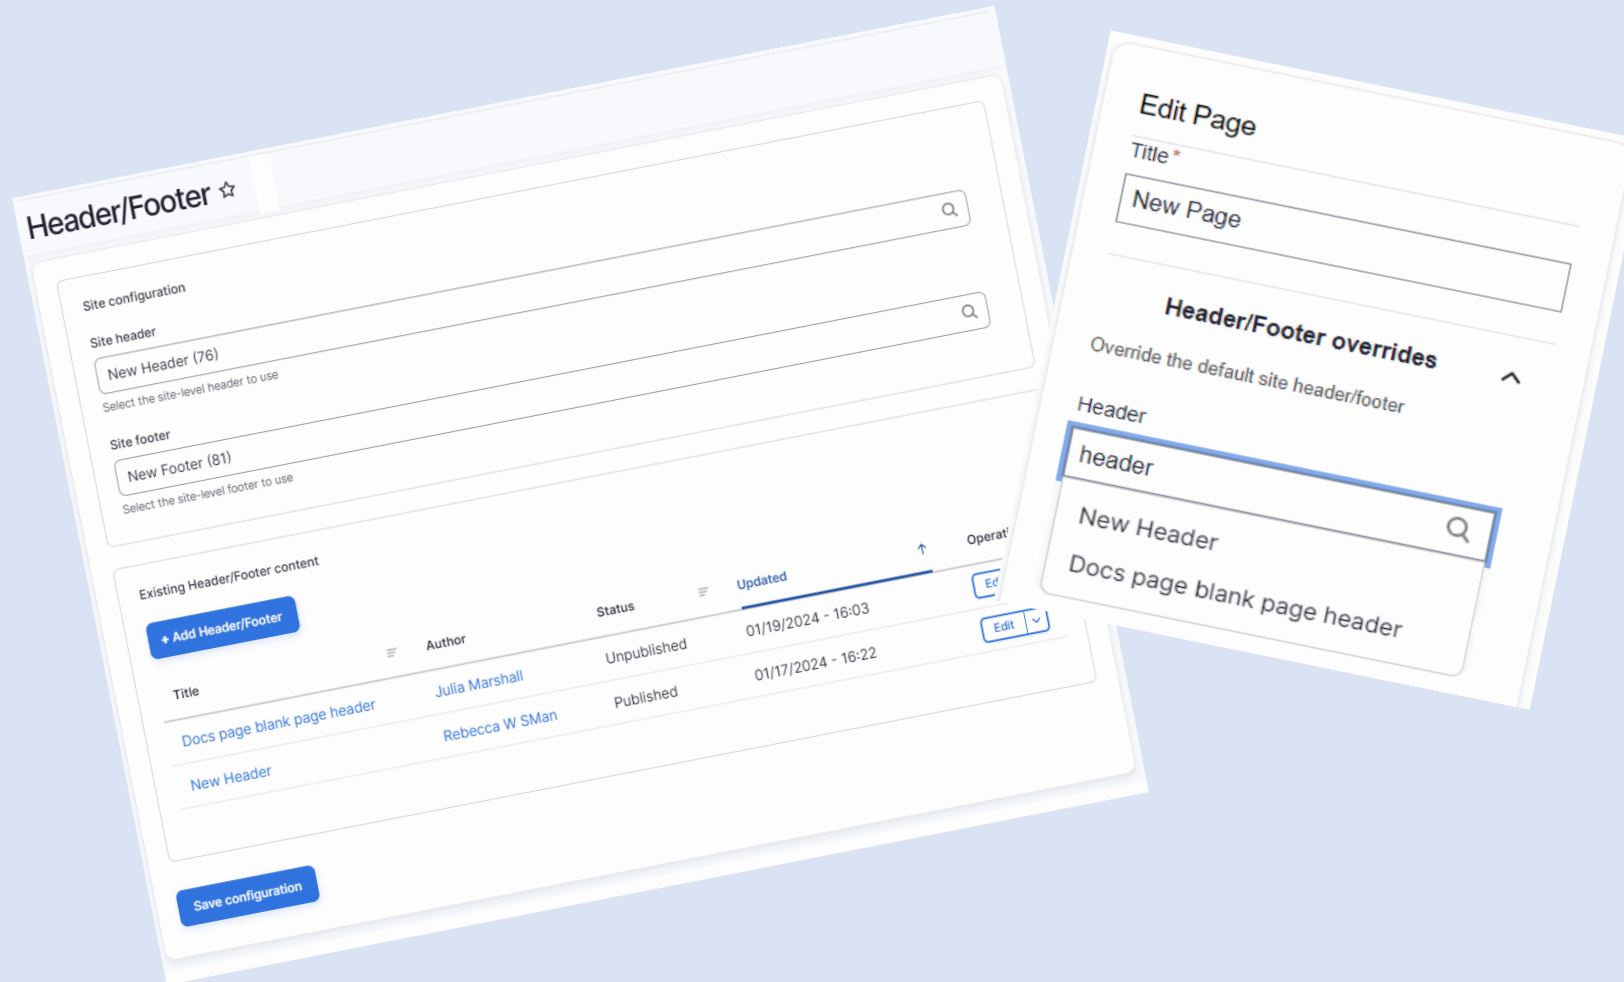 Header/Footer
Site configuration
Site header
New Header (76)
Select the site-level header to use
Site footer
New Footer (81)
Select the site-level footer to use
Existing Header/Footer content
+ Add Header/Footer
Title Author Status Updated
Docs page blank page header Julia Marshall Unpublished 01/19/2024 - 16:03
New Header Rebecca W SMan Published 01/17/2024 - 16:22 Edit
Save configuration
Edit Page
Title *
New Page
Header/Footer overrides
Override the default site header/footer
Header
header
New Header
Docs page blank page header